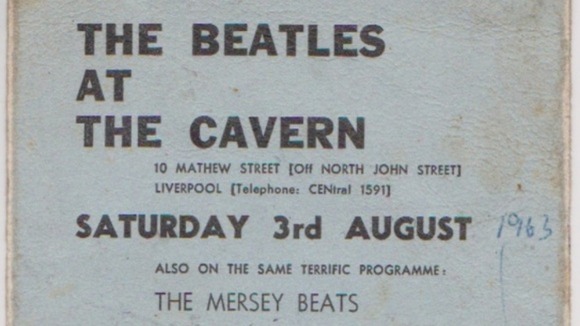 THE BEATLES
AT
THE CAVERN
10 MATHEW STREET [Off NORTH JOHN STREET]
LIVERPOOL [Telephone: CENtral 1591]
SATURDAY 3rd AUGUST 1963
ALSO ON THE SAME TERRIFIC PROGRAMME:
THE MERSEY BEATS